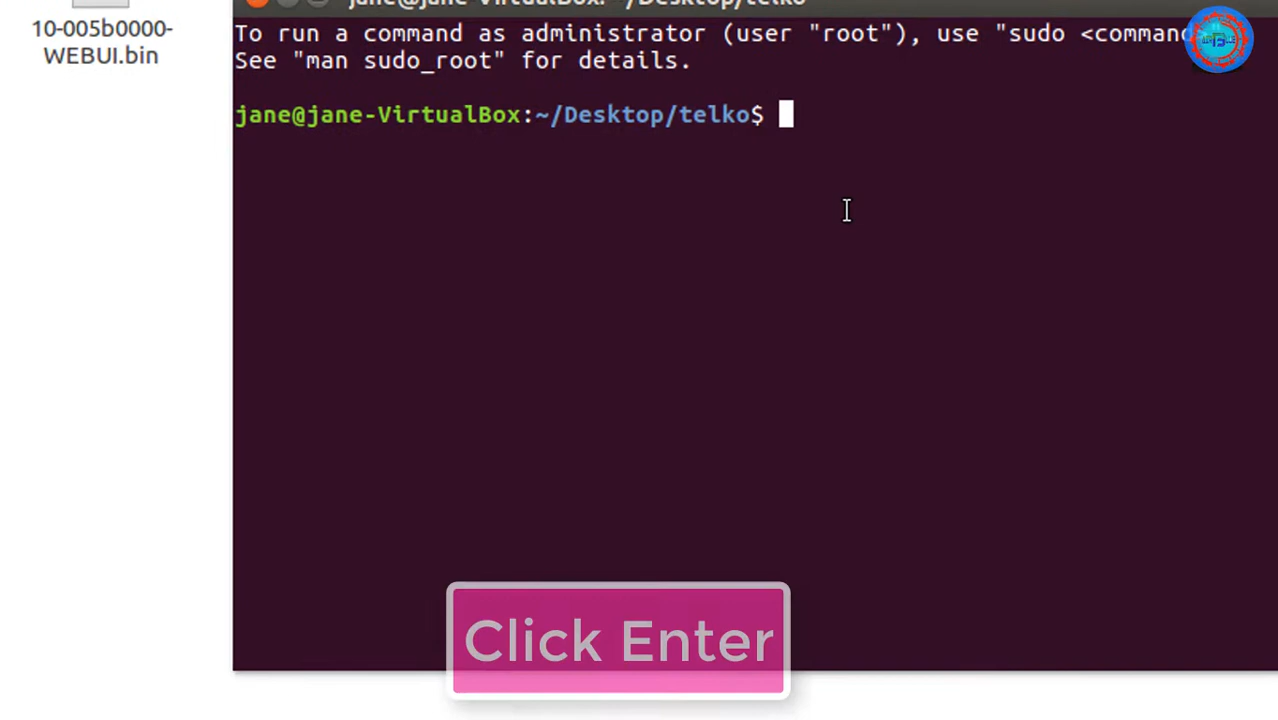 jane@jane-VirtualBox: ~/Desktop/telko
10-005b0000-
WEBUI.bin
To run a command as administrator (user "root"), use "sudo <command
See "man sudo_root" for details.
jane@jane-VirtualBox:~/Desktop/telko$
Click Enter